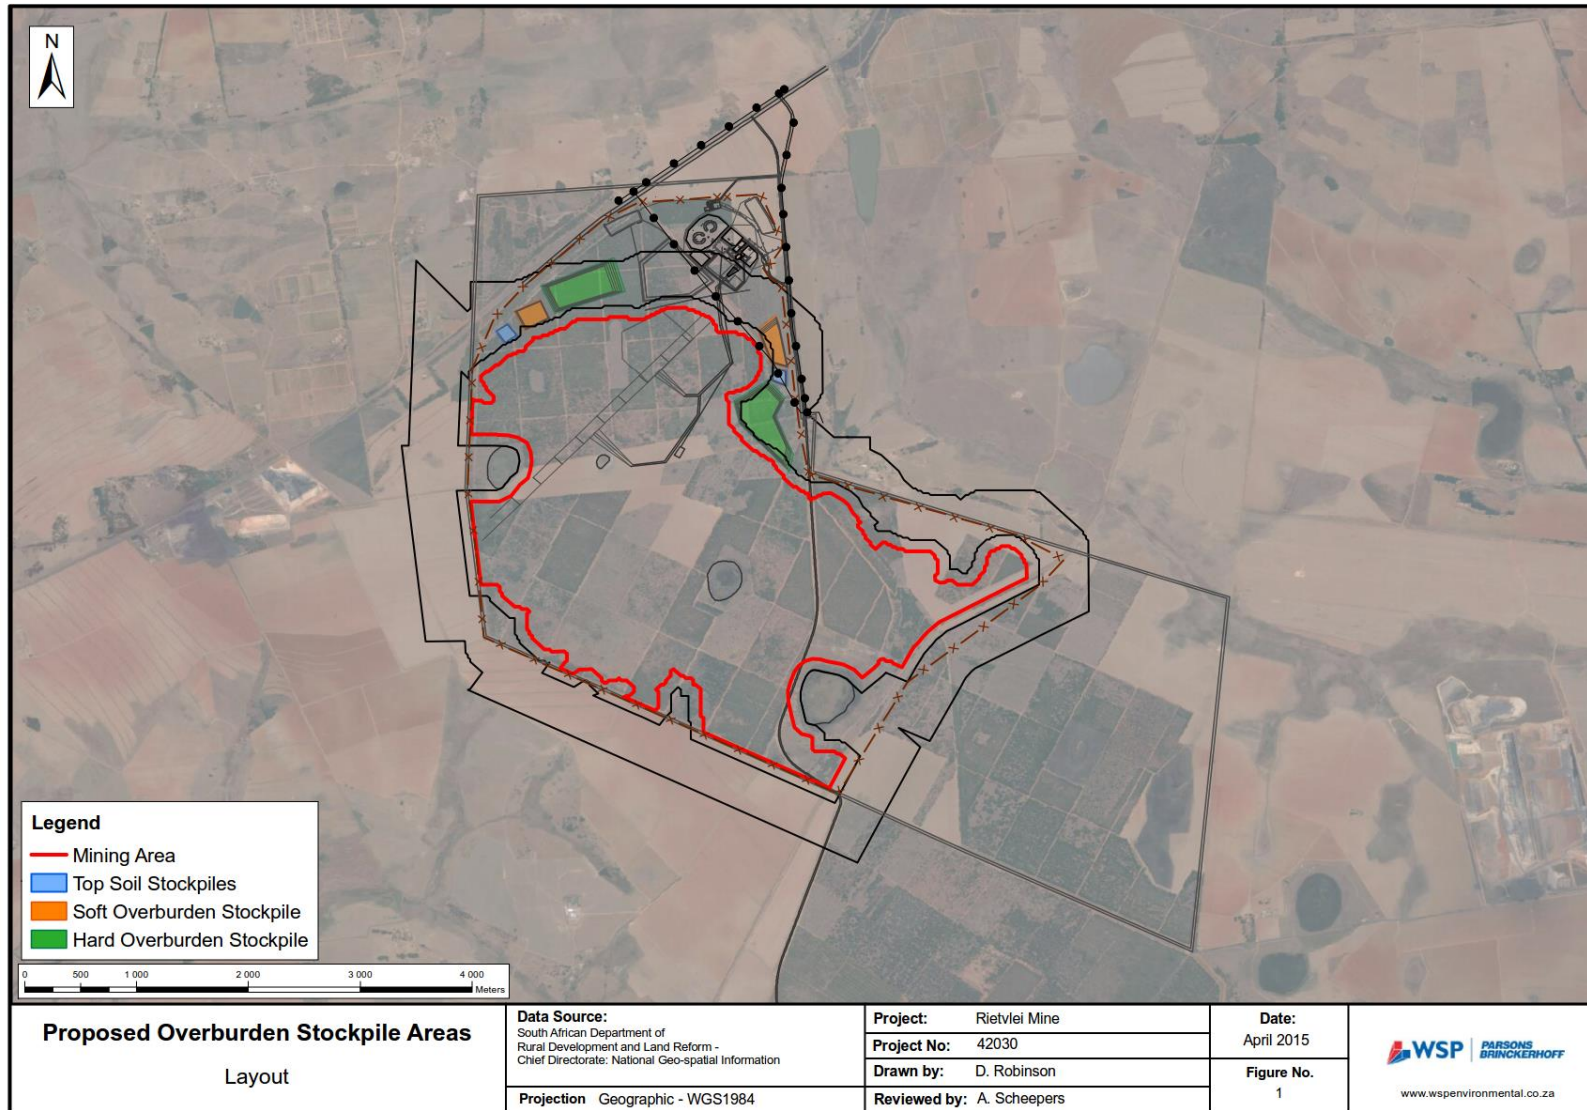 N
Legend
Mining Area
Top Soil Stockpiles
Soft Overburden Stockpile
Hard Overburden Stockpile
0 500 1 000 2 000 3 000 4 000
Meters
Proposed Overburden Stockpile Areas
Layout
Data Source:
South African Department of
Rural Development and Land Reform -
Chief Directorate: National Geo-spatial Information
Projection Geographic - WGS1984
Project: Rietvlei Mine
Project No: 42030
Drawn by: D. Robinson
Reviewed by: A. Scheepers
Date:
April 2015
Figure No.
1
WSP PARSONS
BRINCKERHOFF
www.wspenvironmental.co.za